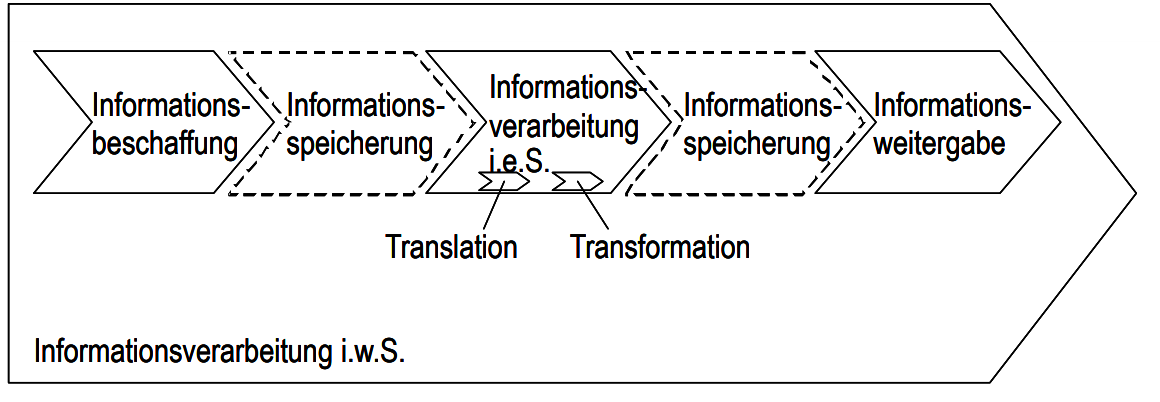 Informations-
beschaffung
Informations-
speicherung
Informations-
verarbeitung
i.e.S.
Informations-
speicherung
Informations-
weitergabe
Translation
Transformation
Informationsverarbeitung i.w.S.